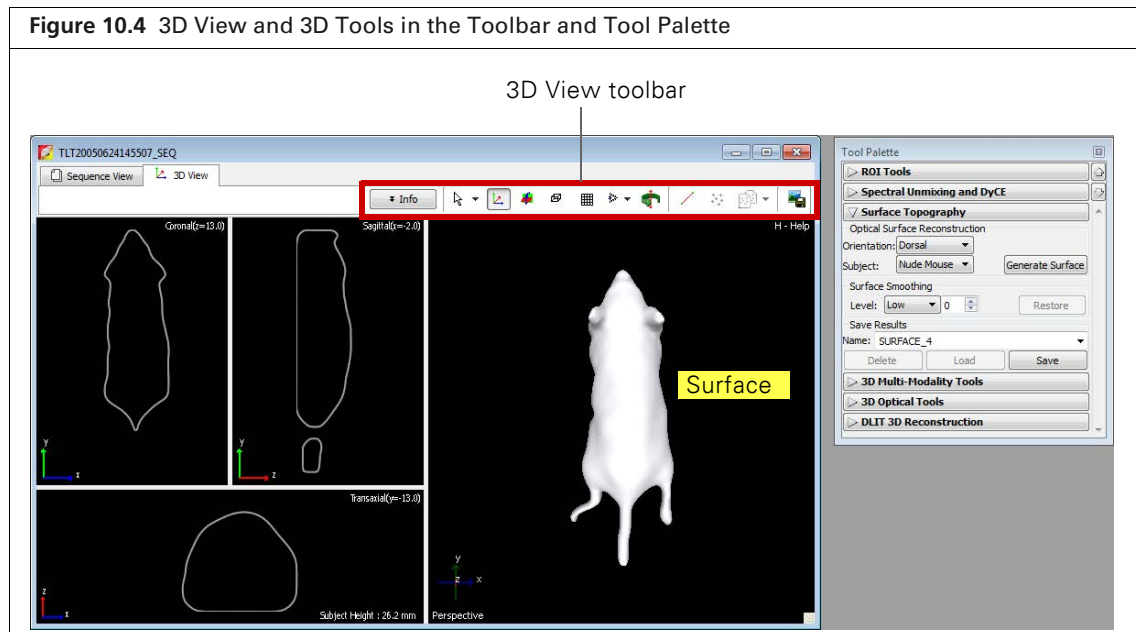 Figure 10.4 3D View and 3D Tools in the Toolbar and Tool Palette
3D View toolbar
TLT20050624145507_SEQ
Sequence View
3D View
Info
Coronal(z=13.0)
Sagittal(x=-2.0)
H - Help
Surface
y
x
y
z
Transaxial(y=-13.0)
z
x
Subject Height : 26.2 mm
y
z
x
Perspective
Tool Palette
ROI Tools
Spectral Unmixing and DyCE
Surface Topography
Optical Surface Reconstruction
Orientation: Dorsal
Subject: Nude Mouse Generate Surface
Surface Smoothing
Level: Low 0 Restore
Save Results
Name: SURFACE_4
Delete Load Save
3D Multi-Modality Tools
3D Optical Tools
DLIT 3D Reconstruction